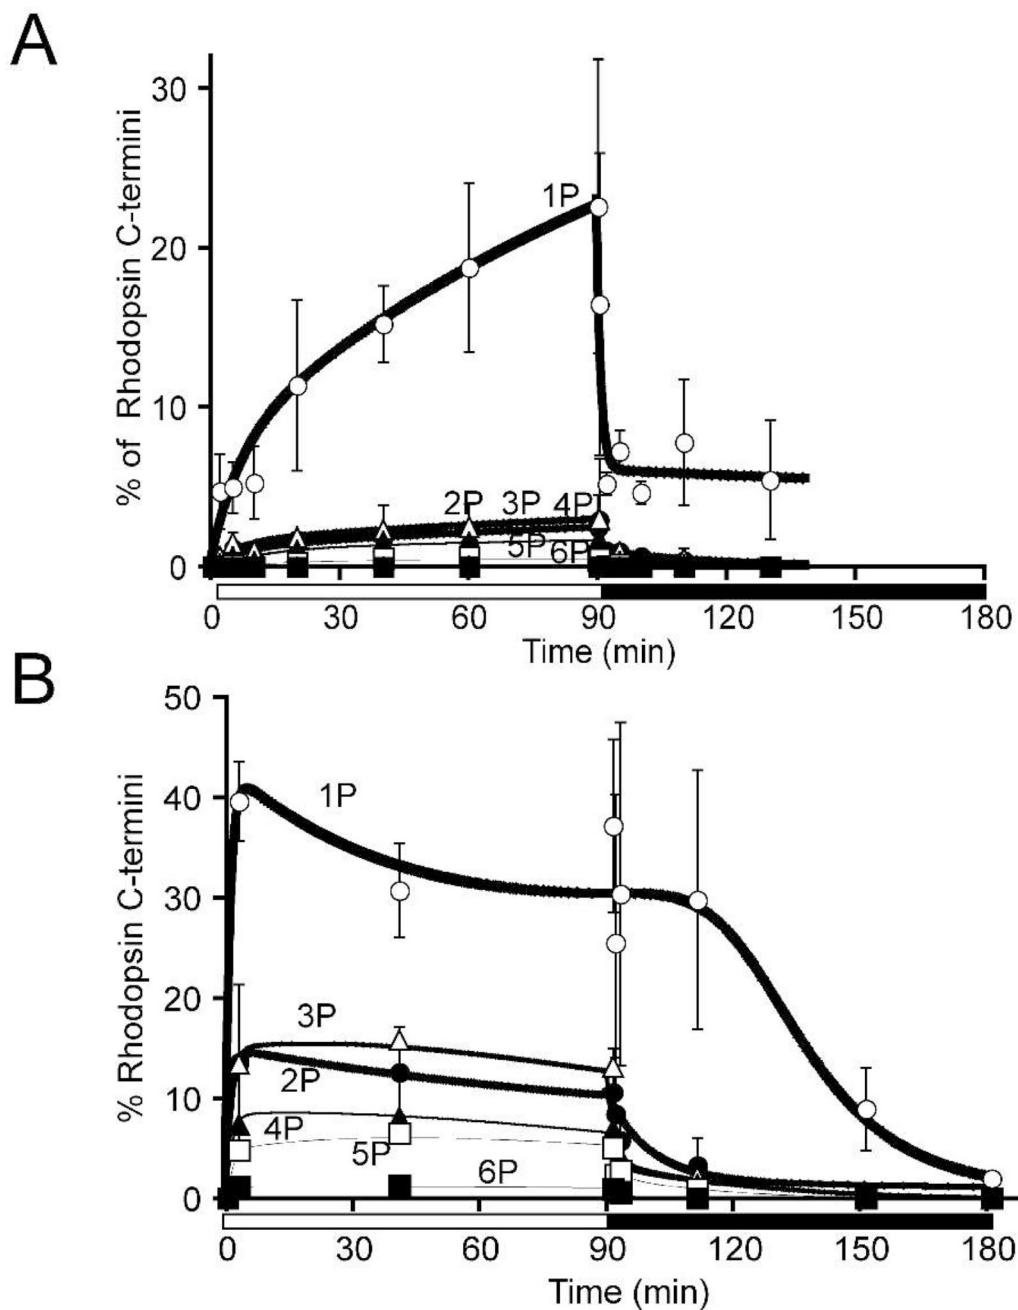 A
% of Rhodopsin C-termini
30
20
10
0
1P
2P 3P 4P
5P
6P
0 30 60 90 120 150 180
Time (min)
B
% Rhodopsin C-termini
50
40
30
20
10
0
1P
3P
2P
4P
5P
6P
0 30 60 90 120 150 180
Time (min)